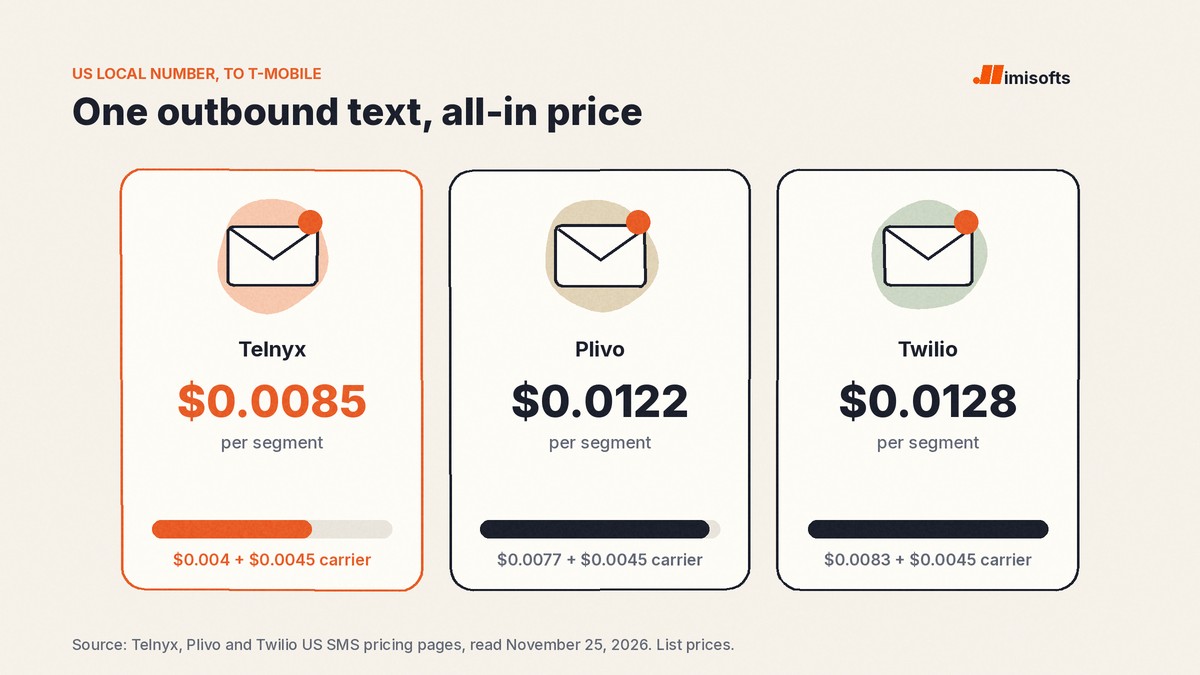 US LOCAL NUMBER, TO T-MOBILE
One outbound text, all-in price
imisofts
Telnyx
$0.0085
per segment
$0.004 + $0.0045 carrier
Plivo
$0.0122
per segment
$0.0077 + $0.0045 carrier
Twilio
$0.0128
per segment
$0.0083 + $0.0045 carrier
Source: Telnyx, Plivo and Twilio US SMS pricing pages, read November 25, 2026. List prices.